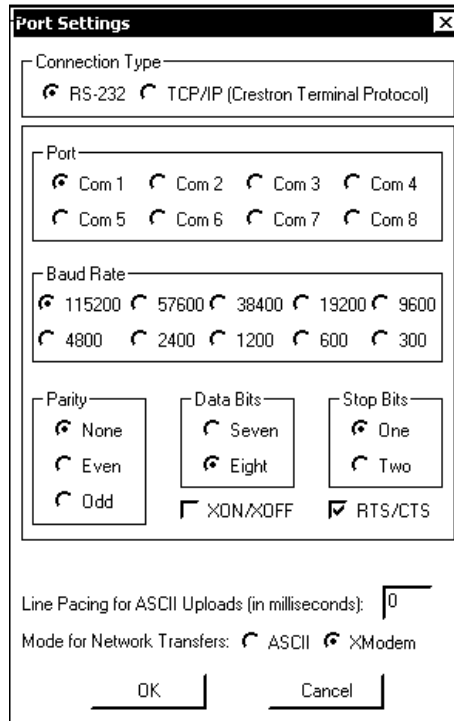 Port Settings
Connection Type
RS-232 TCP/IP (Crestron Terminal Protocol)
Port
Com 1 Com 2 Com 3 Com 4
Com 5 Com 6 Com 7 Com 8
Baud Rate
115200 57600 38400 19200 9600
4800 2400 1200 600 300
Parity Data Bits Stop Bits
None Seven One
Even Eight Two
Odd XON/XOFF RTS/CTS
Line Pacing for ASCII Uploads (in milliseconds): 0
Mode for Network Transfers: ASCII XModem
OK Cancel